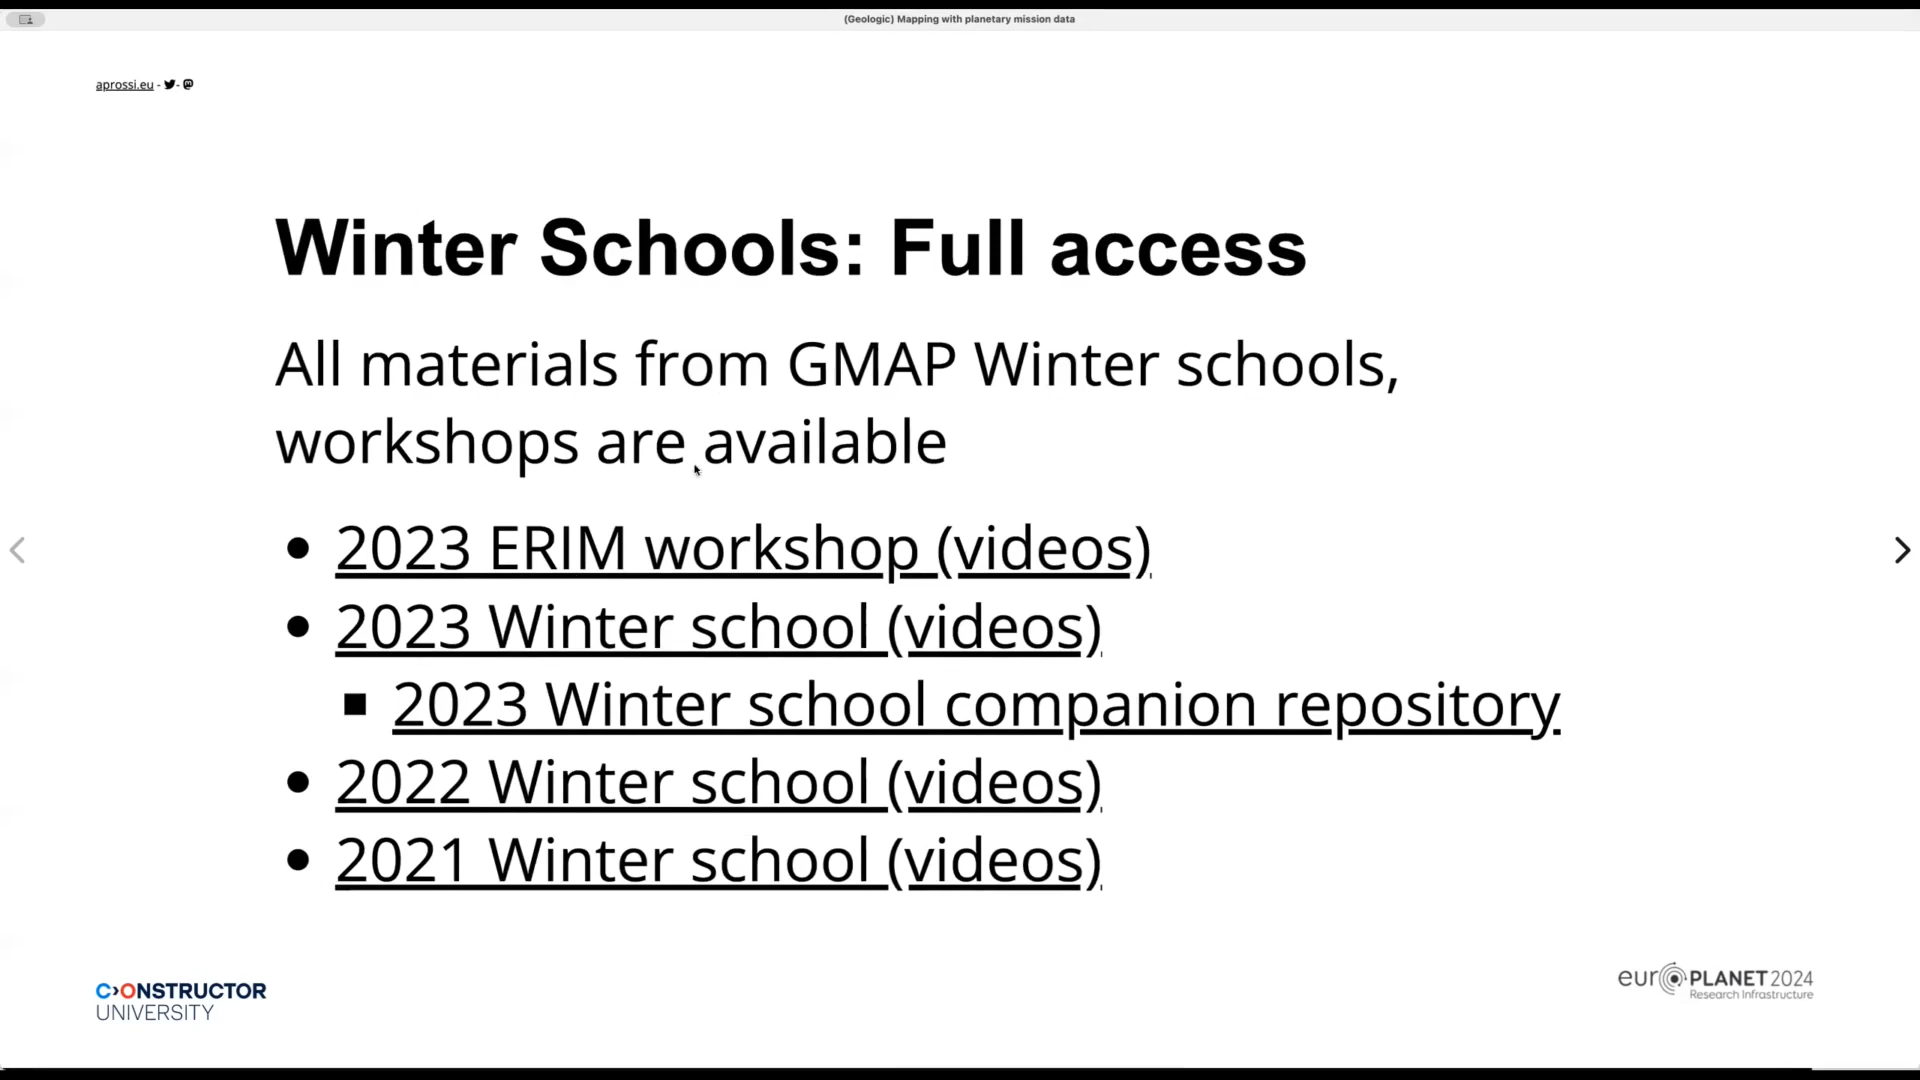 (Geologic) Mapping with planetary mission data
aprossi.eu - -
Winter Schools: Full access
All materials from GMAP Winter schools,
workshops are available
• 2023 ERIM workshop (videos)
• 2023 Winter school (videos)
▪ 2023 Winter school companion repository
• 2022 Winter school (videos)
• 2021 Winter school (videos)
CONSTRUCTOR
UNIVERSITY
euroPLANET 2024
Research Infrastructure